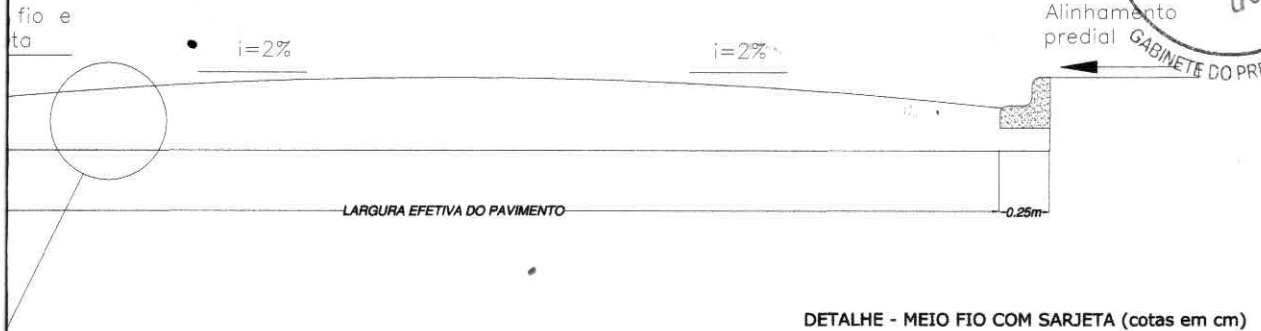 fio e
ta
i=2%
i=2%
Alinhamento
predial
GABINETE DO PRE
LARGURA EFETIVA DO PAVIMENTO
0.25m
DETALHE - MEIO FIO COM SARJETA (cotas em cm)